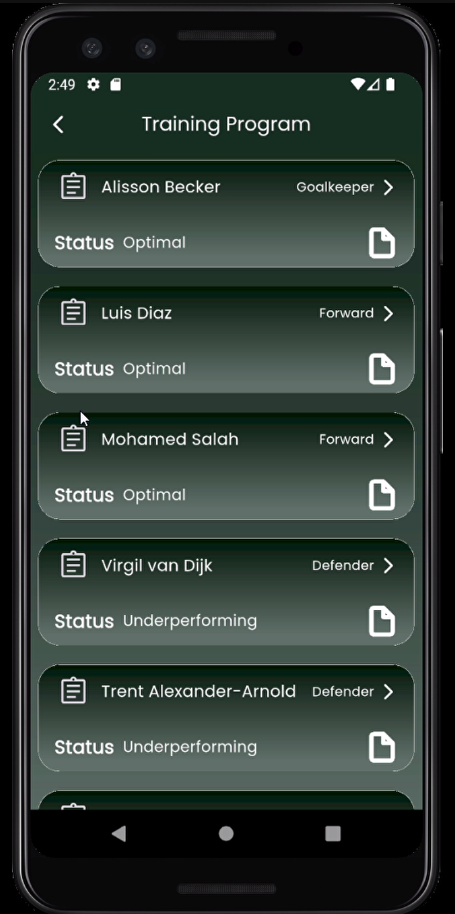 2:49
Training Program
Alisson Becker Goalkeeper
Status Optimal
Luis Diaz Forward
Status Optimal
Mohamed Salah Forward
Status Optimal
Virgil van Dijk Defender
Status Underperforming
Trent Alexander-Arnold Defender
Status Underperforming